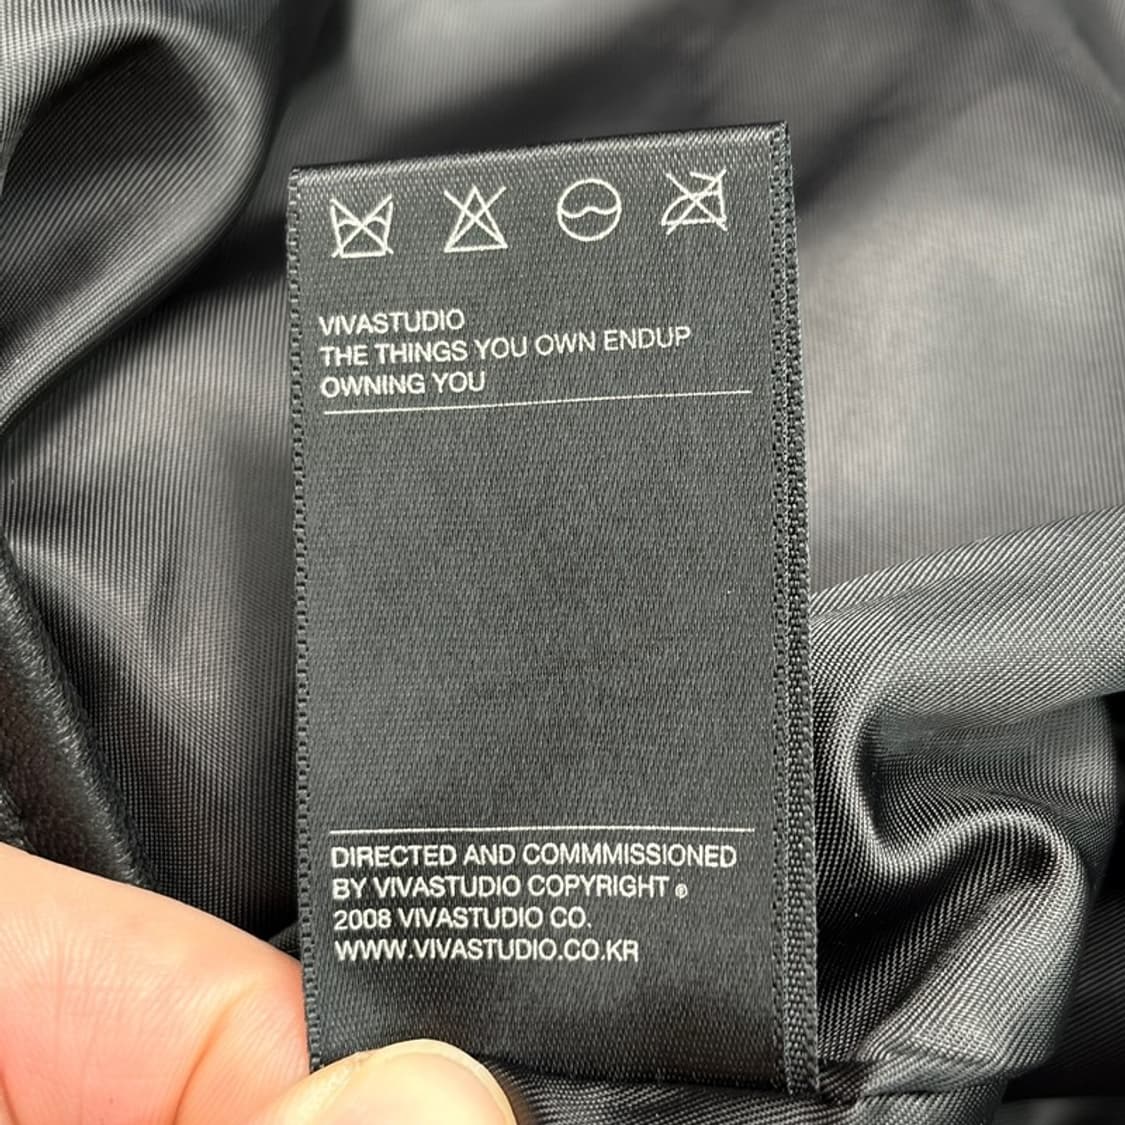 VIVASTUDIO
THE THINGS YOU OWN ENDUP
OWNING YOU
DIRECTED AND COMMMISSIONED
BY VIVASTUDIO COPYRIGHT ®
2008 VIVASTUDIO CO.
WWW.VIVASTUDIO.CO.KR